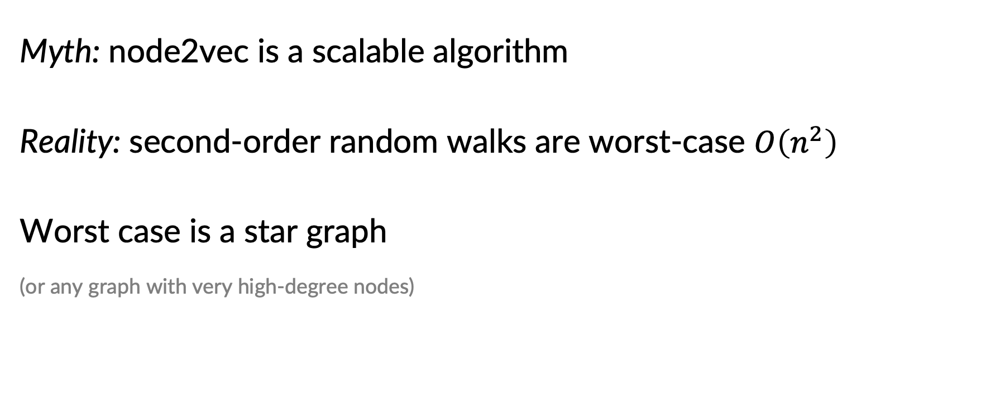 Myth: node2vec is a scalable algorithm
Reality: second-order random walks are worst-case O(n²)
Worst case is a star graph
(or any graph with very high-degree nodes)